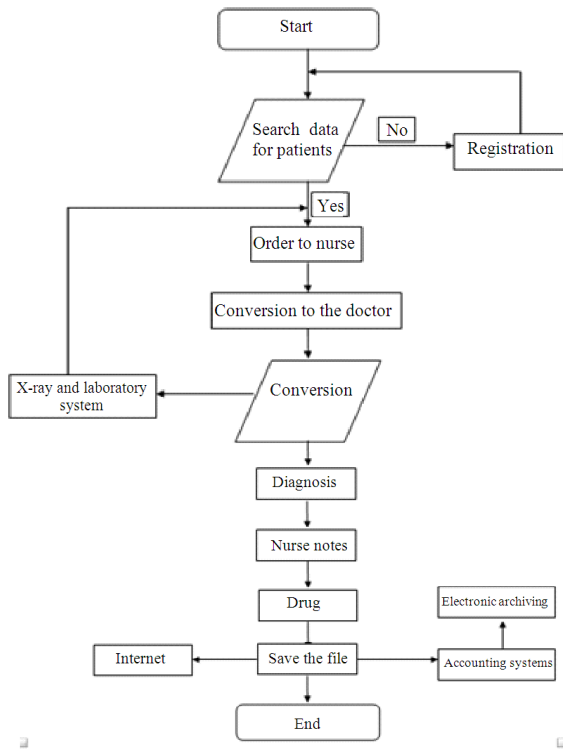 Start
Search data
for patients
No
Registration
Yes
Order to nurse
Conversion to the doctor
X-ray and laboratory
system
Conversion
Diagnosis
Nurse notes
Drug
Electronic archiving
Internet
Save the file
Accounting systems
End